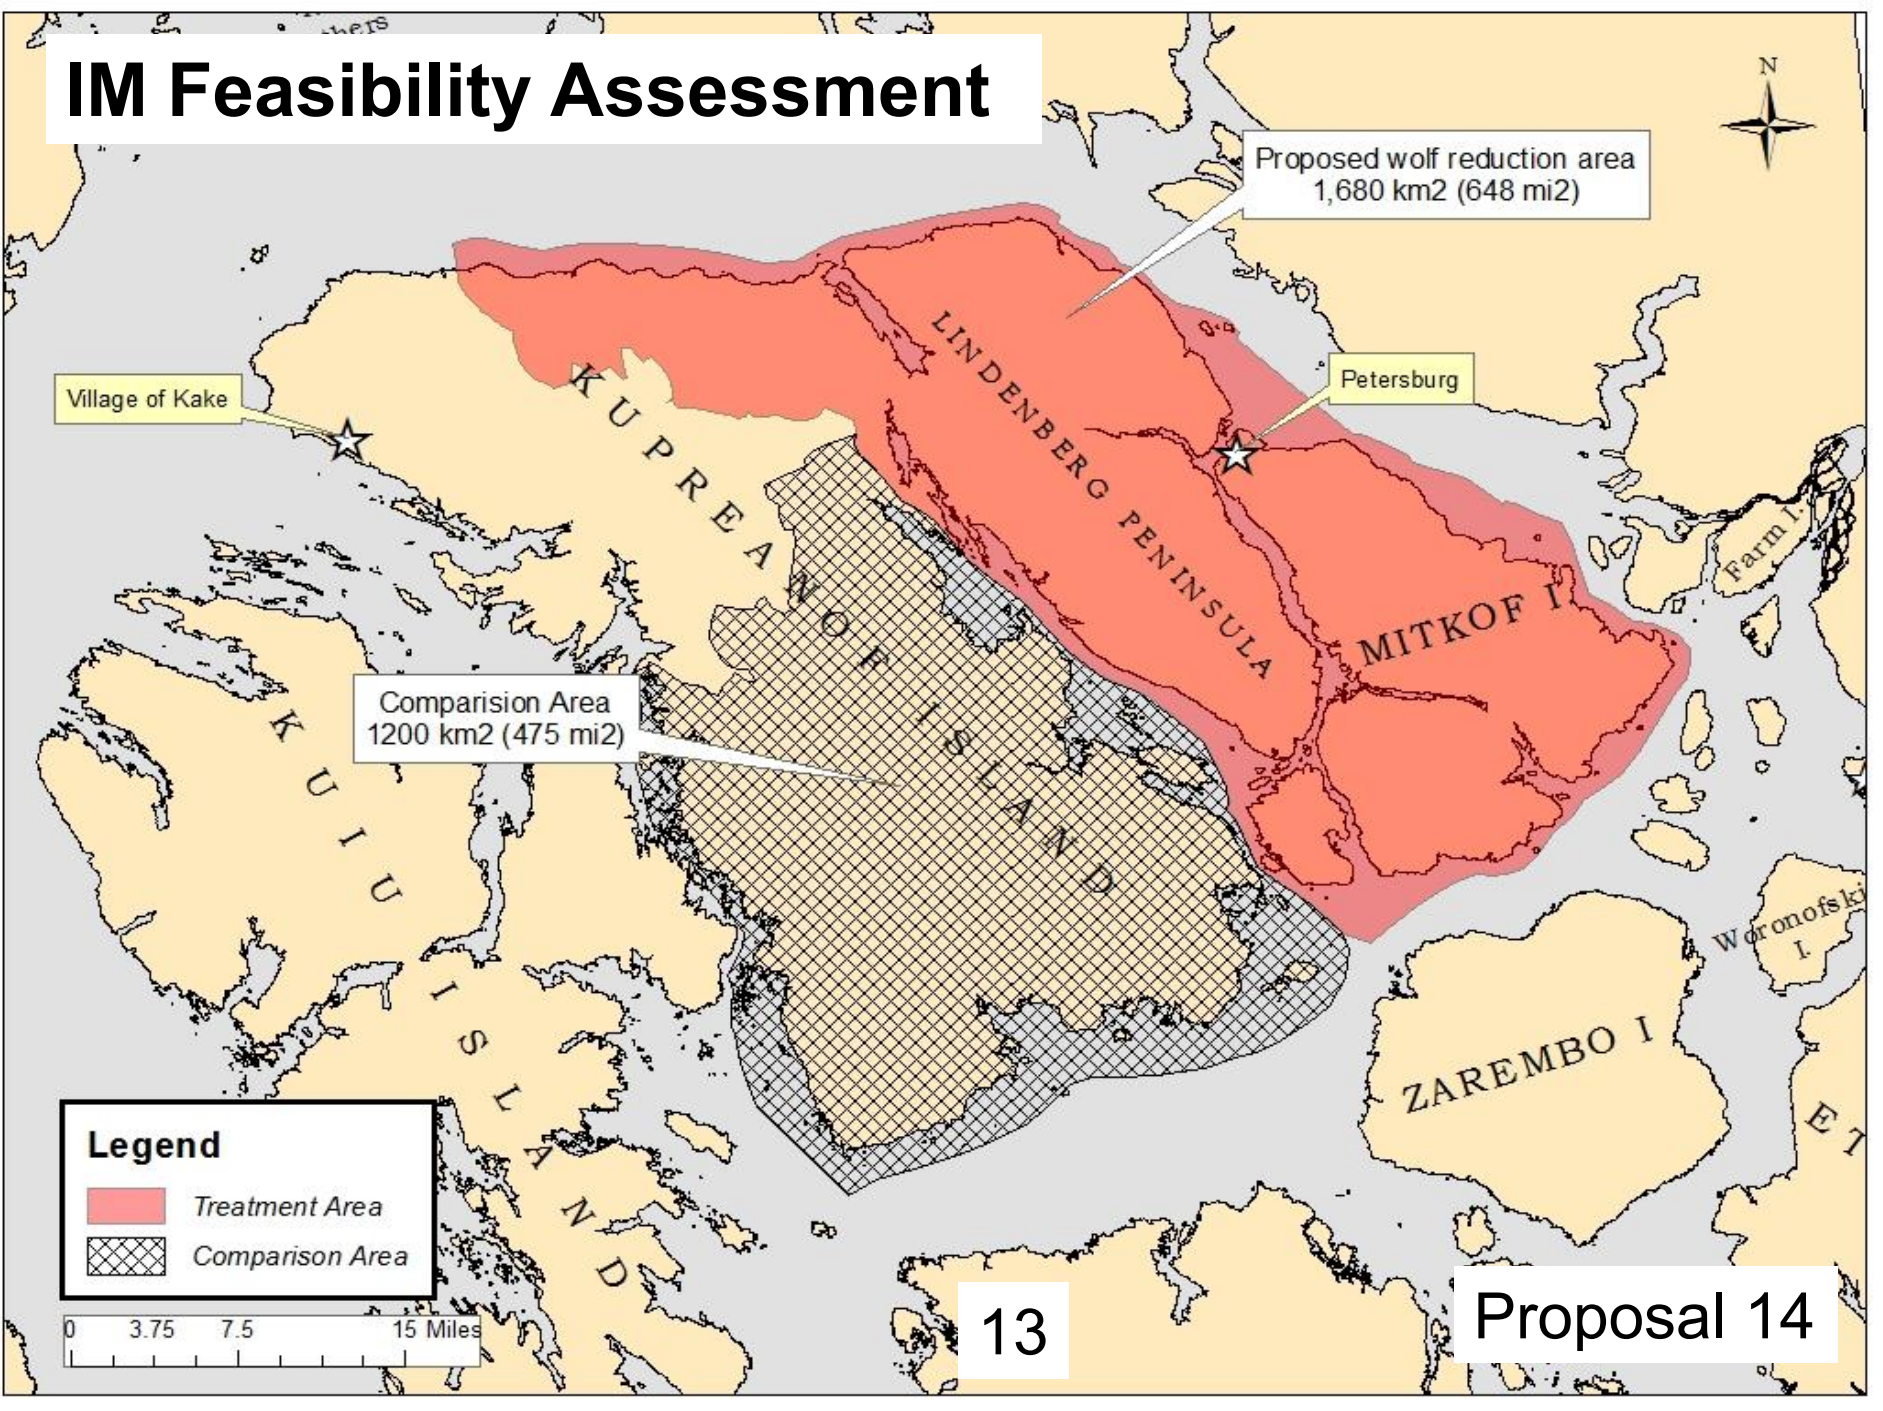 thers
IM Feasibility Assessment
N
Proposed wolf reduction area
1,680 km2 (648 mi2)
Village of Kake
Petersburg
LINDENBERG PENINSULA
KUPREANOF ISLAND
Farm I.
MITKOF I.
Comparision Area
1200 km2 (475 mi2)
KUIU ISLAND
Woronofski
I.
ZAREMBO I
ET
Legend
Treatment Area
Comparison Area
0 3.75 7.5 15 Miles
13
Proposal 14